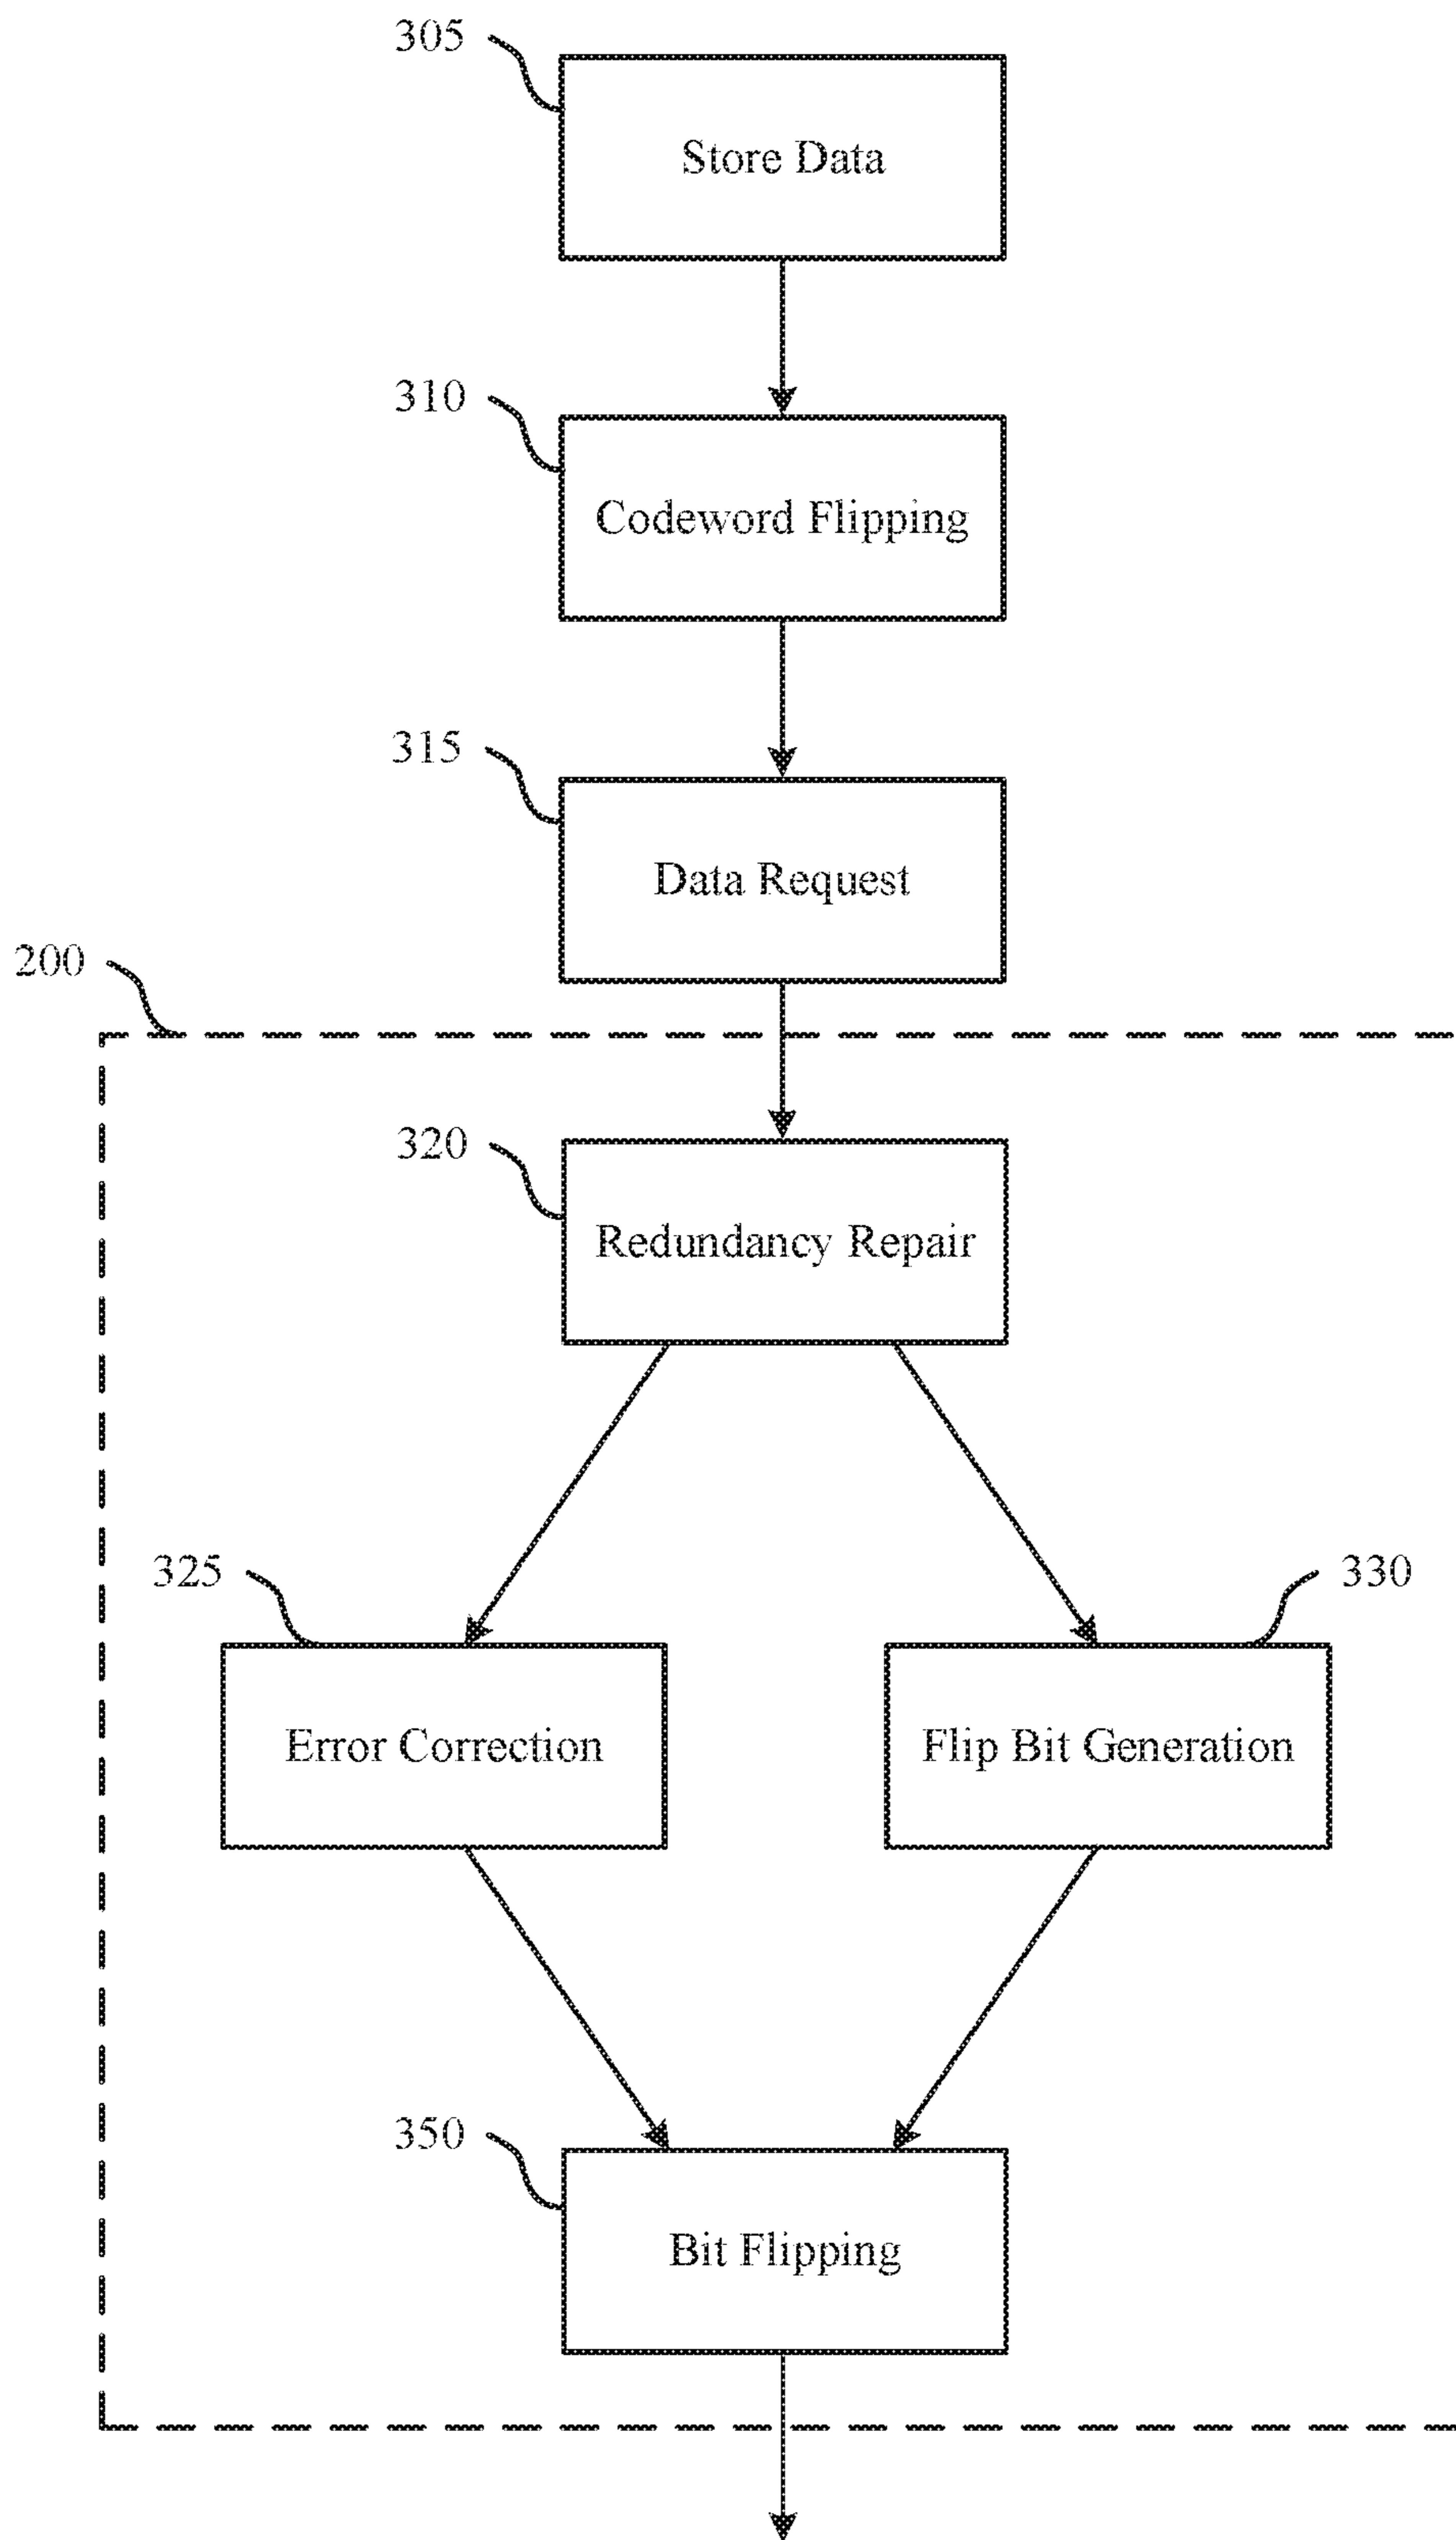 305
Store Data
310
Codeword Flipping
315
Data Request
200
320
Redundancy Repair
325
330
Error Correction
Flip Bit Generation
350
Bit Flipping